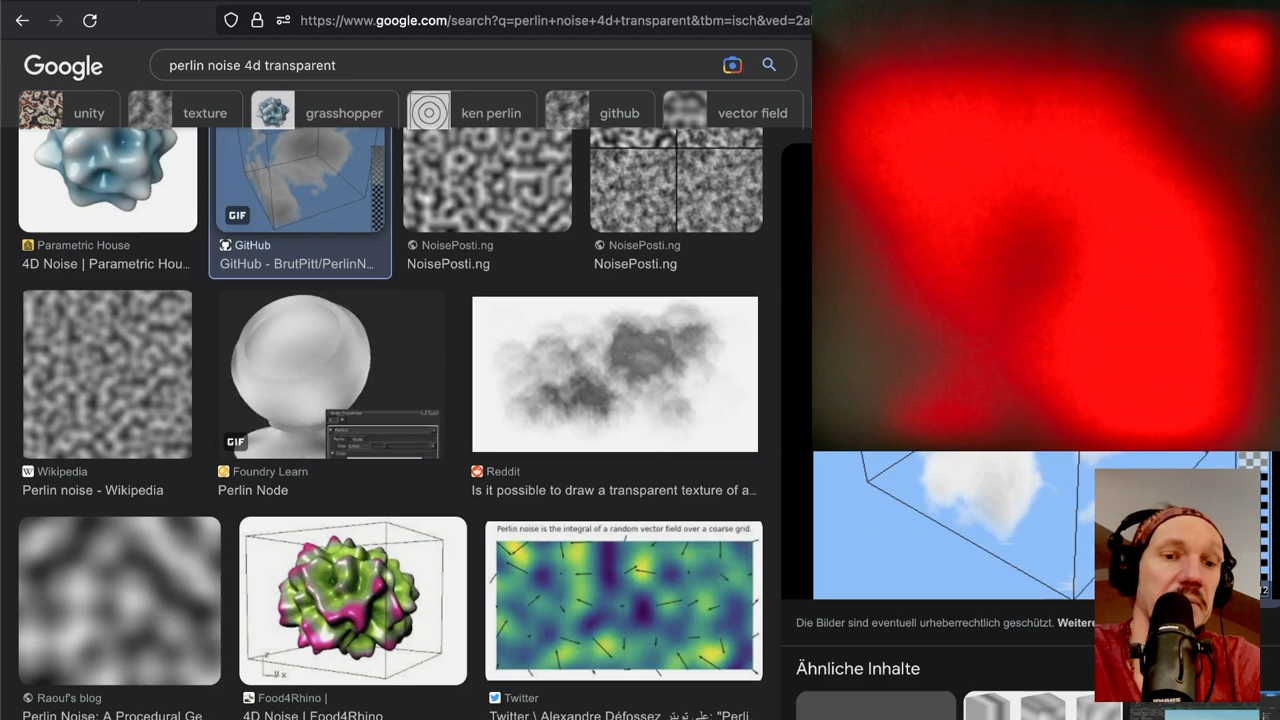 https://www.google.com/search?q=perlin+noise+4d+transparent&tbm=isch&ved=2a
Google
perlin noise 4d transparent
unity
texture
grasshopper
ken perlin
github
vector field
GIF
Parametric House
4D Noise | Parametric Hou...
GitHub
GitHub - BrutPitt/PerlinN...
NoisePosti.ng
NoisePosti.ng
NoisePosti.ng
NoisePosti.ng
GIF
Wikipedia
Perlin noise - Wikipedia
Foundry Learn
Perlin Node
Reddit
Is it possible to draw a transparent texture of a...
Perlin noise is the integral of a random vector field over a coarse grid.
Die Bilder sind eventuell urheberrechtlich geschützt. Weitere
Ähnliche Inhalte
Raouf's blog
Perlin Noise: A Procedural Ge
Food4Rhino |
4D Noise | Food4Rhino
Twitter